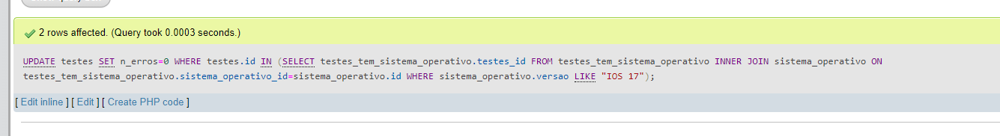 2 rows affected. (Query took 0.0003 seconds.)
UPDATE testes SET n_erros=0 WHERE testes.id IN (SELECT testes_tem_sistema_operativo.testes_id FROM testes_tem_sistema_operativo INNER JOIN sistema_operativo ON
testes_tem_sistema_operativo.sistema_operativo_id=sistema_operativo.id WHERE sistema_operativo.versao LIKE "IOS 17");
[ Edit inline ] [ Edit ] [ Create PHP code ]